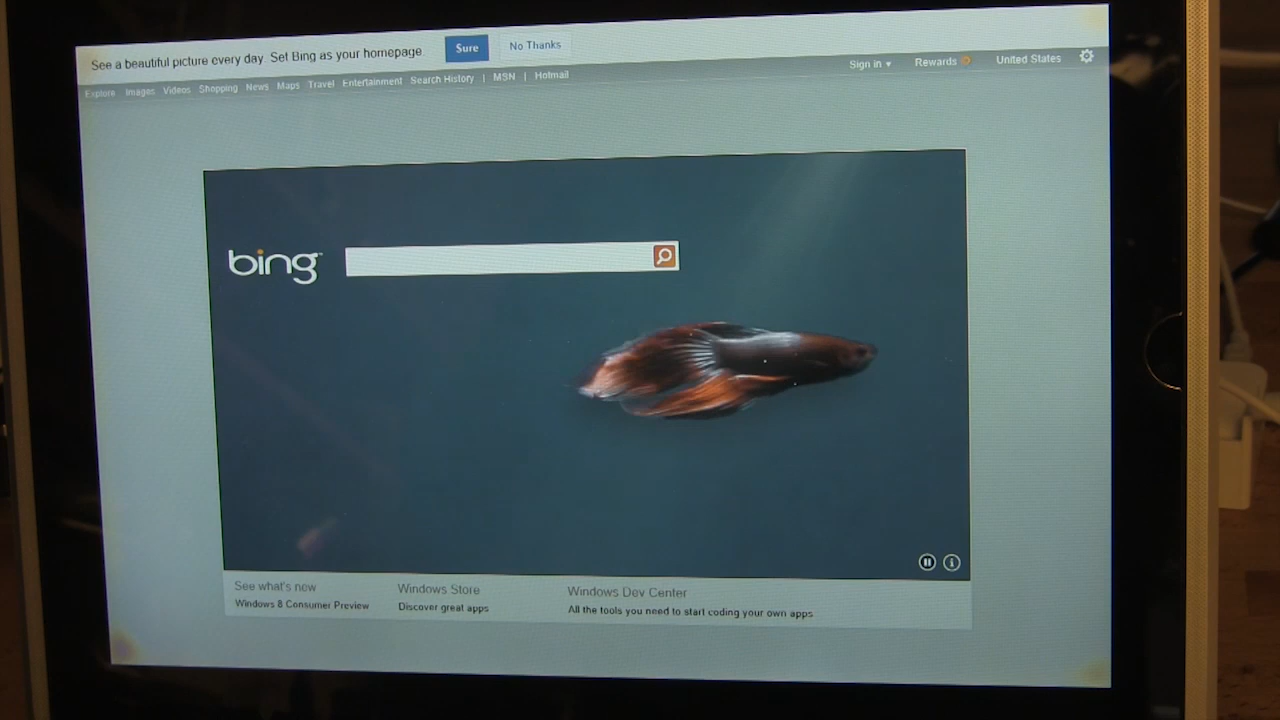 See a beautiful picture every day. Set Bing as your homepage.
Sure
No Thanks
Explore Images Videos Shopping News Maps Travel Entertainment Search History | MSN | Hotmail
Sign in
Rewards
United States
bing
See what's new
Windows 8 Consumer Preview
Windows Store
Discover great apps
Windows Dev Center
All the tools you need to start coding your own apps